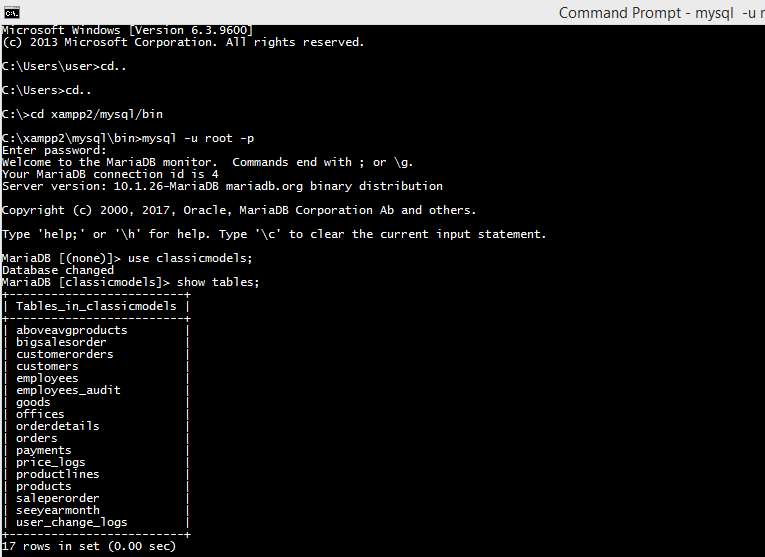 Command Prompt - mysql -u r
Microsoft Windows [Version 6.3.9600]
(c) 2013 Microsoft Corporation. All rights reserved.
C:\Users\user>cd..
C:\Users>cd..
C:\>cd xampp2/mysql/bin
C:\xampp2\mysql\bin>mysql -u root -p
Enter password:
Welcome to the MariaDB monitor.  Commands end with ; or \g.
Your MariaDB connection id is 4
Server version: 10.1.26-MariaDB mariadb.org binary distribution
Copyright (c) 2000, 2017, Oracle, MariaDB Corporation Ab and others.
Type 'help;' or '\h' for help. Type '\c' to clear the current input statement.
MariaDB [(none)]> use classicmodels;
Database changed
MariaDB [classicmodels]> show tables;
+-------------------------+
| Tables_in_classicmodels |
+-------------------------+
| aboveavgproducts        |
| bigsalesorder           |
| customerorders          |
| customers               |
| employees               |
| employees_audit         |
| goods                   |
| offices                 |
| orderdetails            |
| orders                  |
| payments                |
| price_logs              |
| productlines            |
| products                |
| saleperorder            |
| seeyearmonth            |
| user_change_logs        |
+-------------------------+
17 rows in set (0.00 sec)